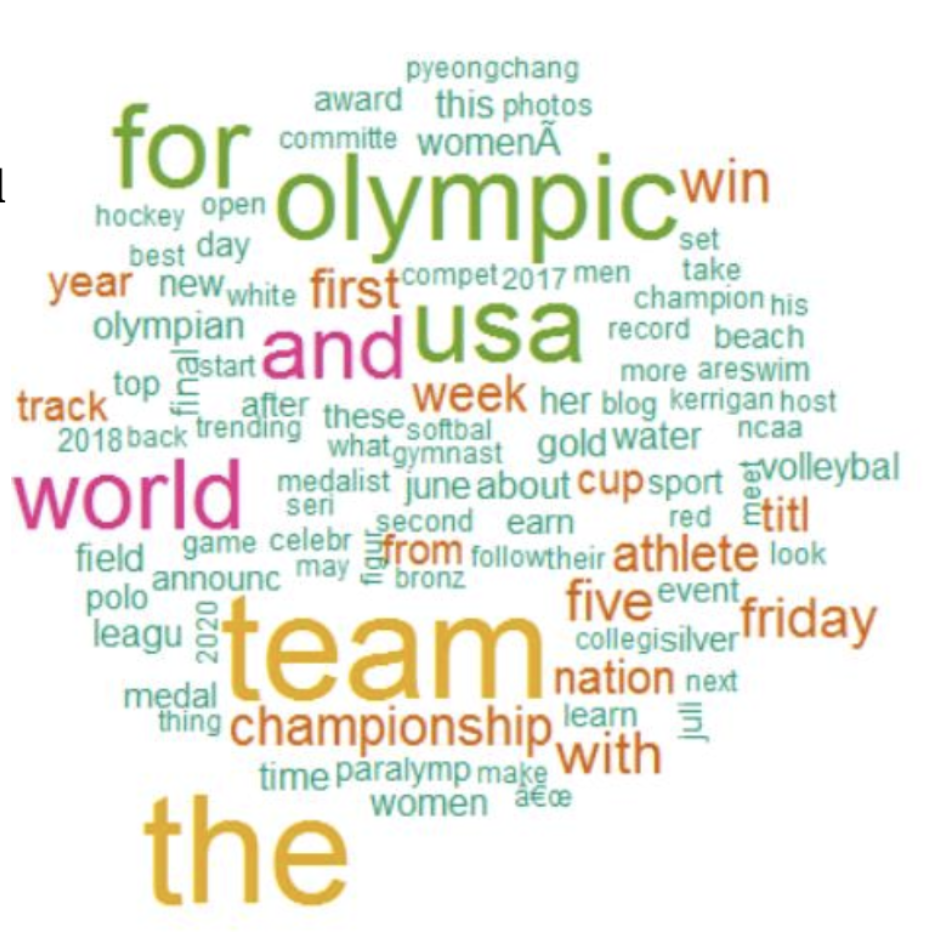 pyeongchang
award this photos
for committe womenÃ
l
olympic win
hockey open
set
best day
year new white first compet 2017 men take
champion his
olympian and usa record beach
final start
more areswim
top week her blog kerrigan host
track after these
2018 back trending softbal
what gymnast gold water ncaa
world medalist june about cup sport meet volleybal
seri
second earn red titl
field game celebr figur from follow their athlete look
may bronz
announc
polo five event friday
leagu 2020 team collegi silver
nation next
medal
thing championship learn juli
with
time paralymp make
women â€œ
the